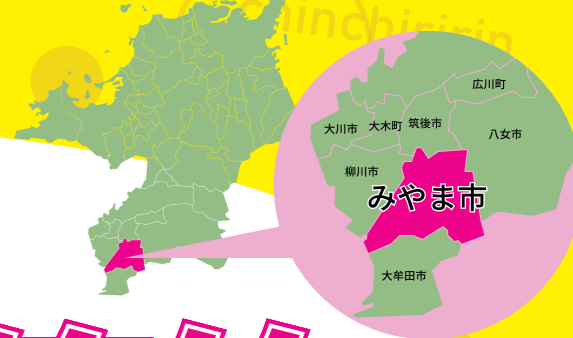 chinchiririn
広川町
大川市
大木町
筑後市
八女市
柳川市
みやま市
大牟田市